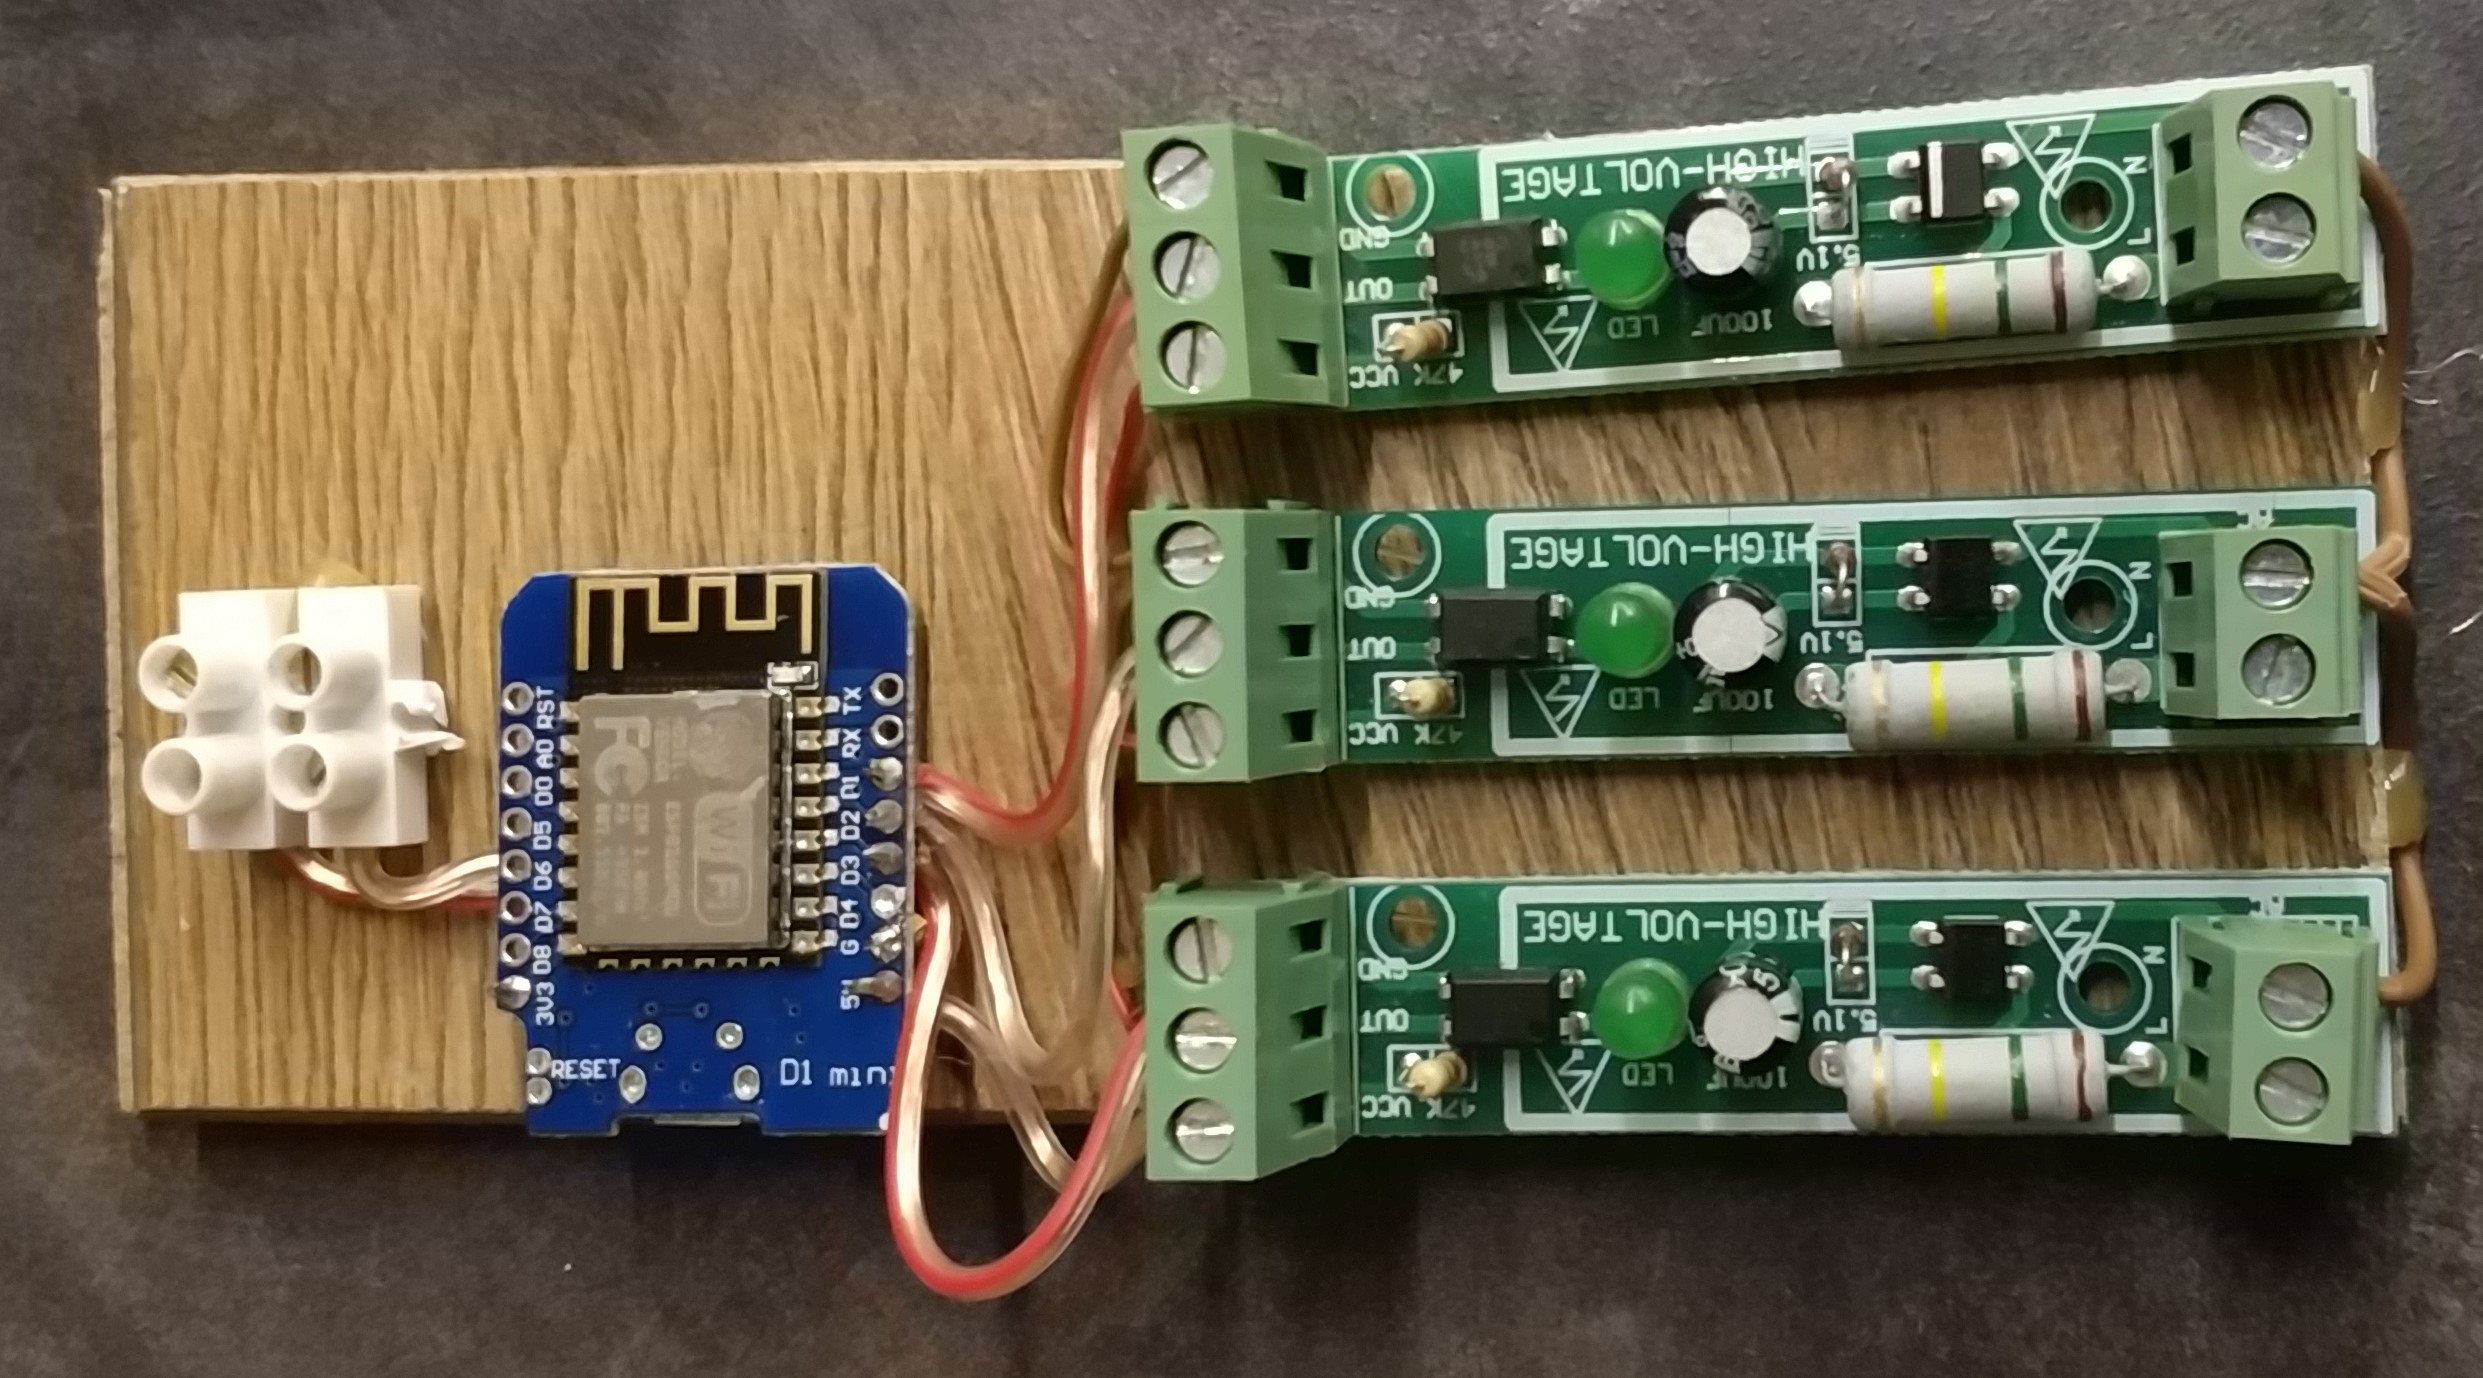 HIGH-VOLTAGE
N
GND
L
5.1V
OUT
LED
100UF
VCC
47K
HIGH-VOLTAGE
N
GND
L
5.1V
OUT
LED
100UF
VCC
47K
HIGH-VOLTAGE
N
GND
L
5.1V
OUT
LED
100UF
VCC
47K
RST
A0
D0
D5
D6
D7
D8
3V3
TX
RX
D1
D2
D3
D4
G
5V
FC
WiFi
RESET
D1 mini